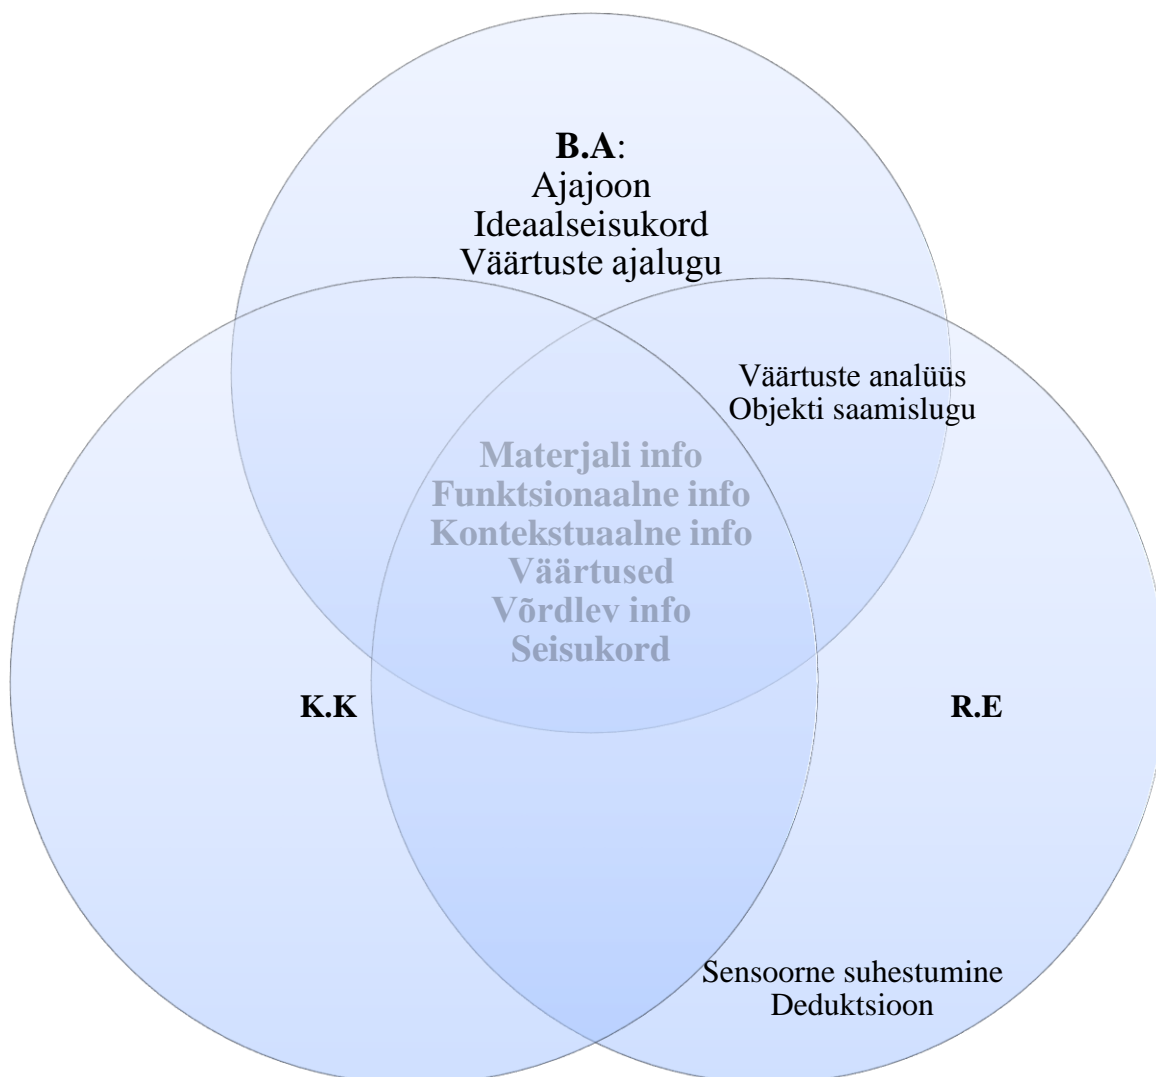 B.A:
Ajajoon
Ideaalseisukord
Väärtuste ajalugu
Väärtuste analüüs
Objekti saamislugu
Materjali info
Funktsionaalne info
Kontekstuaalne info
Väärtused
Võrdlev info
Seisukord
K.K
R.E
Sensoorne suhestumine
Deduktsioon